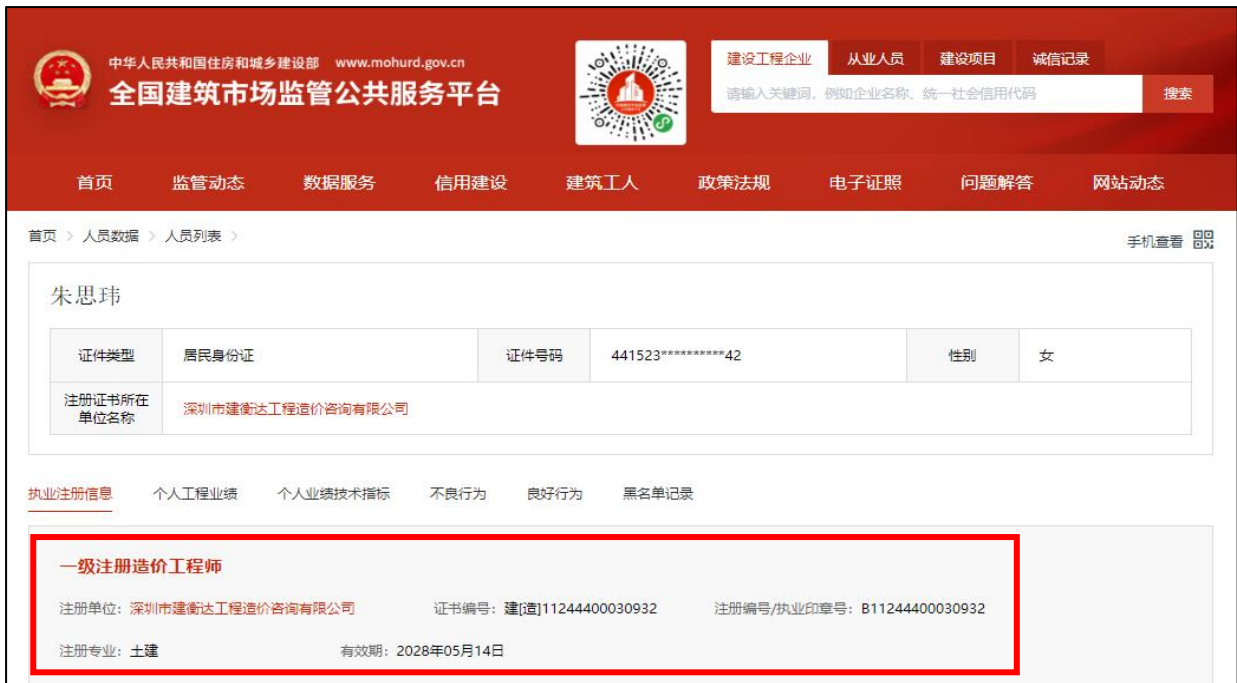 中华人民共和国住房和城乡建设部 www.mohurd.gov.cn
全国建筑市场监管公共服务平台
建设工程企业 从业人员 建设项目 诚信记录
请输入关键词，例如企业名称、统一社会信用代码 搜索
首页 监管动态 数据服务 信用建设 建筑工人 政策法规 电子证照 问题解答 网站动态
首页 > 人员数据 > 人员列表 >
手机查看
朱思玮
证件类型 居民身份证 证件号码 441523**********42 性别 女
注册证书所在
单位名称
深圳市建衡达工程造价咨询有限公司
执业注册信息 个人工程业绩 个人业绩技术指标 不良行为 良好行为 黑名单记录
一级注册造价工程师
注册单位：深圳市建衡达工程造价咨询有限公司 证书编号：建[造]11244400030932 注册编号/执业印章号：B11244400030932
注册专业：土建 有效期：2028年05月14日